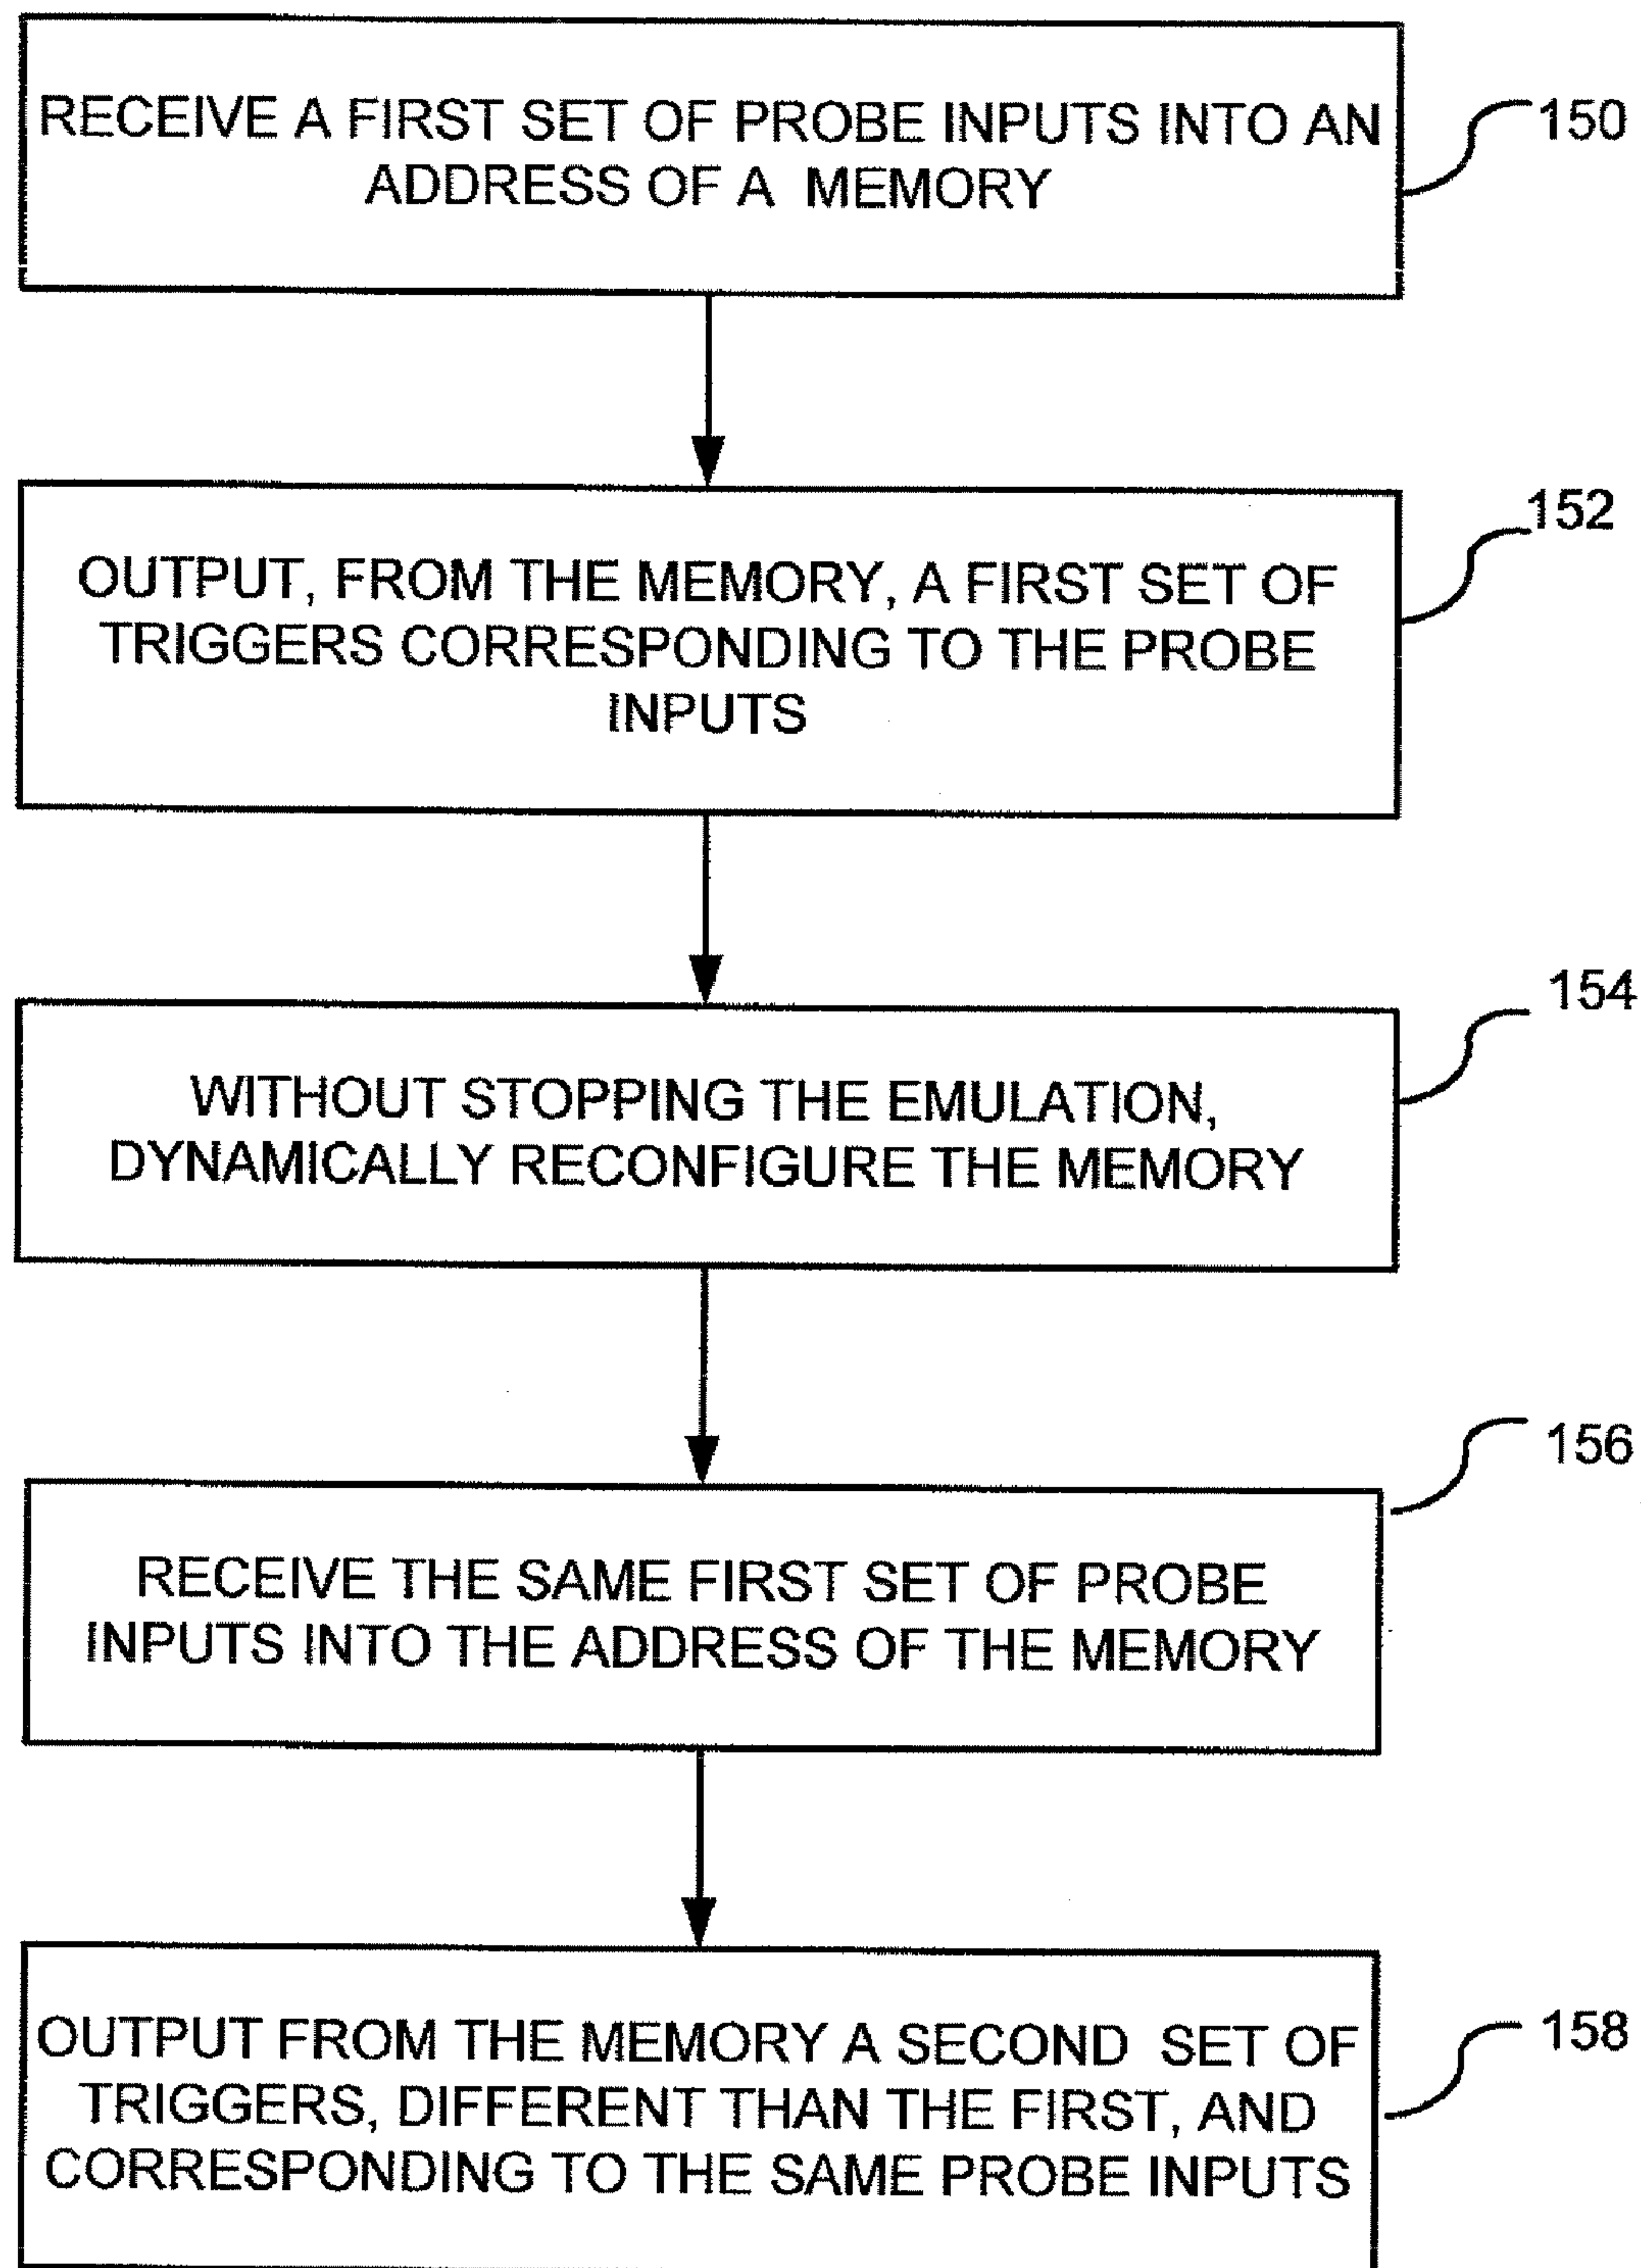 RECEIVE A FIRST SET OF PROBE INPUTS INTO AN
ADDRESS OF A MEMORY
150
OUTPUT, FROM THE MEMORY, A FIRST SET OF
TRIGGERS CORRESPONDING TO THE PROBE
INPUTS
152
WITHOUT STOPPING THE EMULATION,
DYNAMICALLY RECONFIGURE THE MEMORY
154
RECEIVE THE SAME FIRST SET OF PROBE
INPUTS INTO THE ADDRESS OF THE MEMORY
156
OUTPUT FROM THE MEMORY A SECOND SET OF
TRIGGERS, DIFFERENT THAN THE FIRST, AND
CORRESPONDING TO THE SAME PROBE INPUTS
158